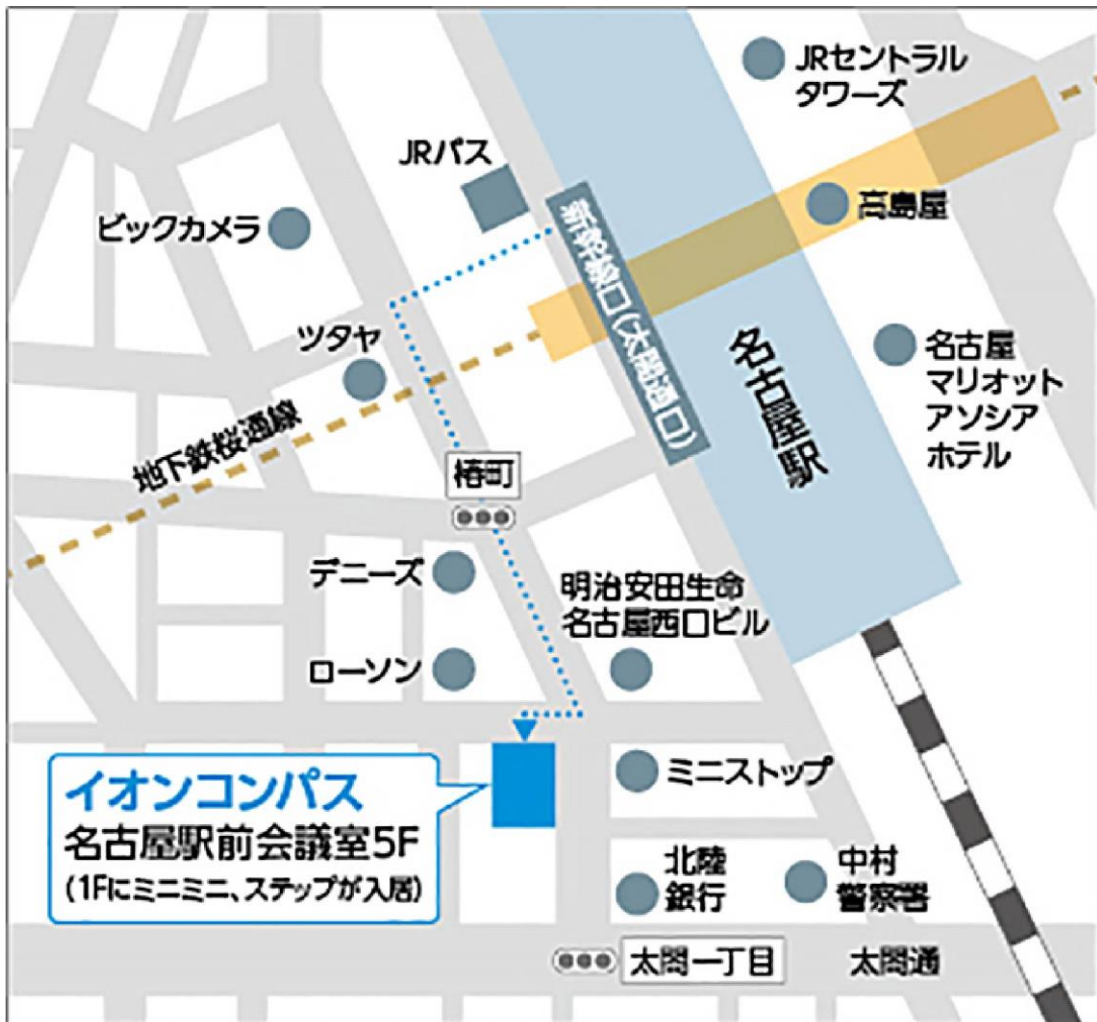 JRセントラル
タワーズ
JRバス
高島屋
ビックカメラ
新幹線口(太閤通口)
ツタヤ
名古屋駅
名古屋
マリオット
アソシア
ホテル
地下鉄桜通線
椿町
デニーズ
明治安田生命
名古屋西口ビル
ローソン
イオンコンパス
名古屋駅前会議室5F
(1Fにミニミニ、ステップが入居)
ミニストップ
北陸
銀行
中村
警察署
太閤一丁目
太閤通